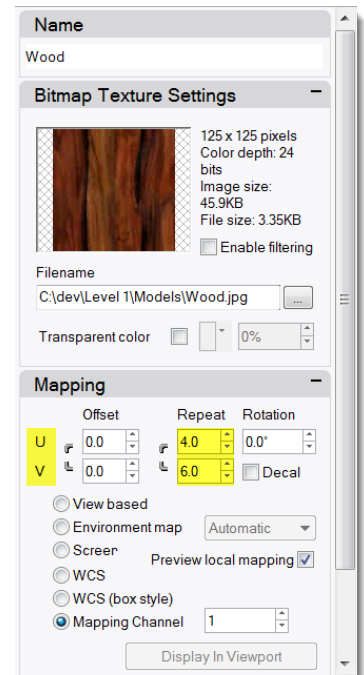 Name
Wood
Bitmap Texture Settings
125 x 125 pixels
Color depth: 24
bits
Image size:
45.9KB
File size: 3.35KB
Enable filtering
Filename
C:\dev\Level 1\Models\Wood.jpg
...
Transparent color 0%
Mapping
Offset Repeat Rotation
U 0.0 4.0 0.0°
V 0.0 6.0 Decal
View based
Environment map Automatic
Screen
Preview local mapping
WCS
WCS (box style)
Mapping Channel 1
Display In Viewport